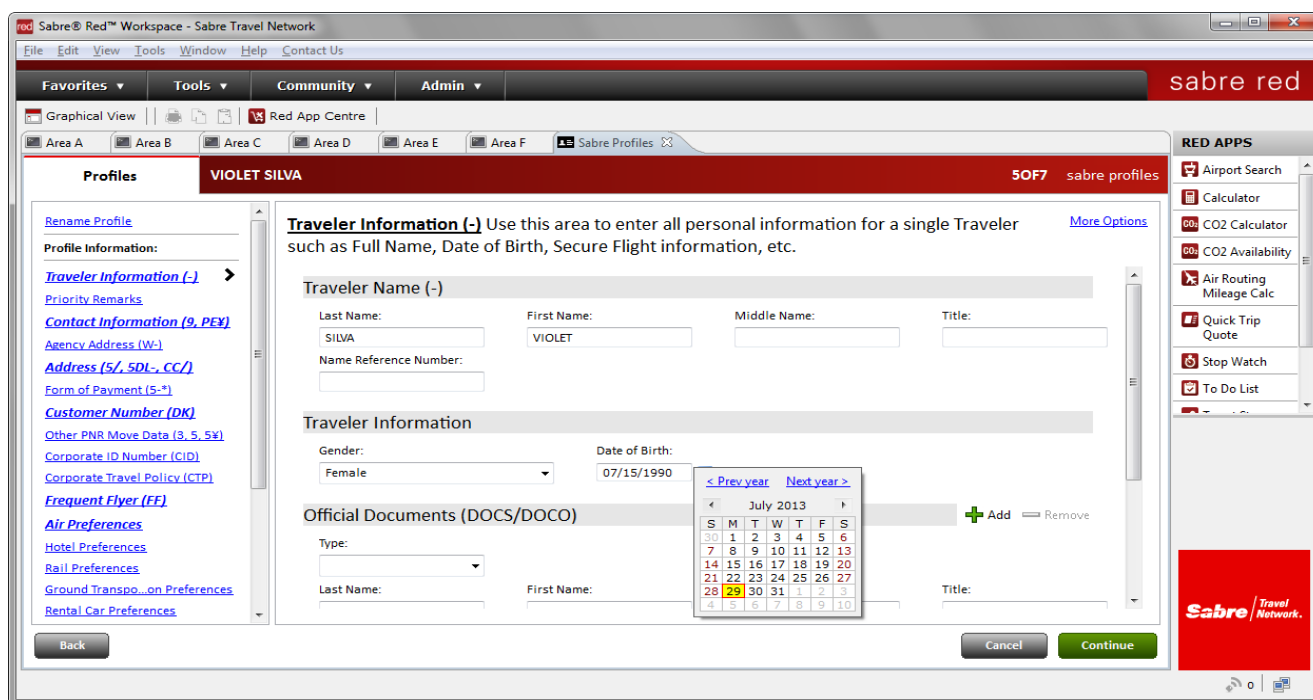 red Sabre® Red™ Workspace - Sabre Travel Network
File Edit View Tools Window Help Contact Us
Favorites Tools Community Admin sabre red
Graphical View Red App Centre
Area A Area B Area C Area D Area E Area F Sabre Profiles
RED APPS
Profiles VIOLET SILVA 5OF7 sabre profiles
Rename Profile
Profile Information:
Traveler Information (-)
Priority Remarks
Contact Information (9, PE¥)
Agency Address (W-)
Address (5/, 5DL-, CC/)
Form of Payment (5-*)
Customer Number (DK)
Other PNR Move Data (3, 5, 5¥)
Corporate ID Number (CID)
Corporate Travel Policy (CTP)
Frequent Flyer (FF)
Air Preferences
Hotel Preferences
Rail Preferences
Ground Transpo...on Preferences
Rental Car Preferences
Traveler Information (-) Use this area to enter all personal information for a single Traveler
such as Full Name, Date of Birth, Secure Flight information, etc.
More Options
Traveler Name (-)
Last Name: First Name: Middle Name: Title:
SILVA VIOLET
Name Reference Number:
Traveler Information
Gender: Date of Birth:
Female 07/15/1990
< Prev year Next year >
July 2013
S M T W T F S
30 1 2 3 4 5 6
7 8 9 10 11 12 13
14 15 16 17 18 19 20
21 22 23 24 25 26 27
28 29 30 31 1 2 3
4 5 6 7 8 9 10
Official Documents (DOCS/DOCO)
Add Remove
Type:
Last Name: First Name: Title:
Airport Search
Calculator
CO2 CO2 Calculator
CO2 CO2 Availability
Air Routing
Mileage Calc
Quick Trip
Quote
Stop Watch
To Do List
Sabre Travel
Network.
Back Cancel Continue
0